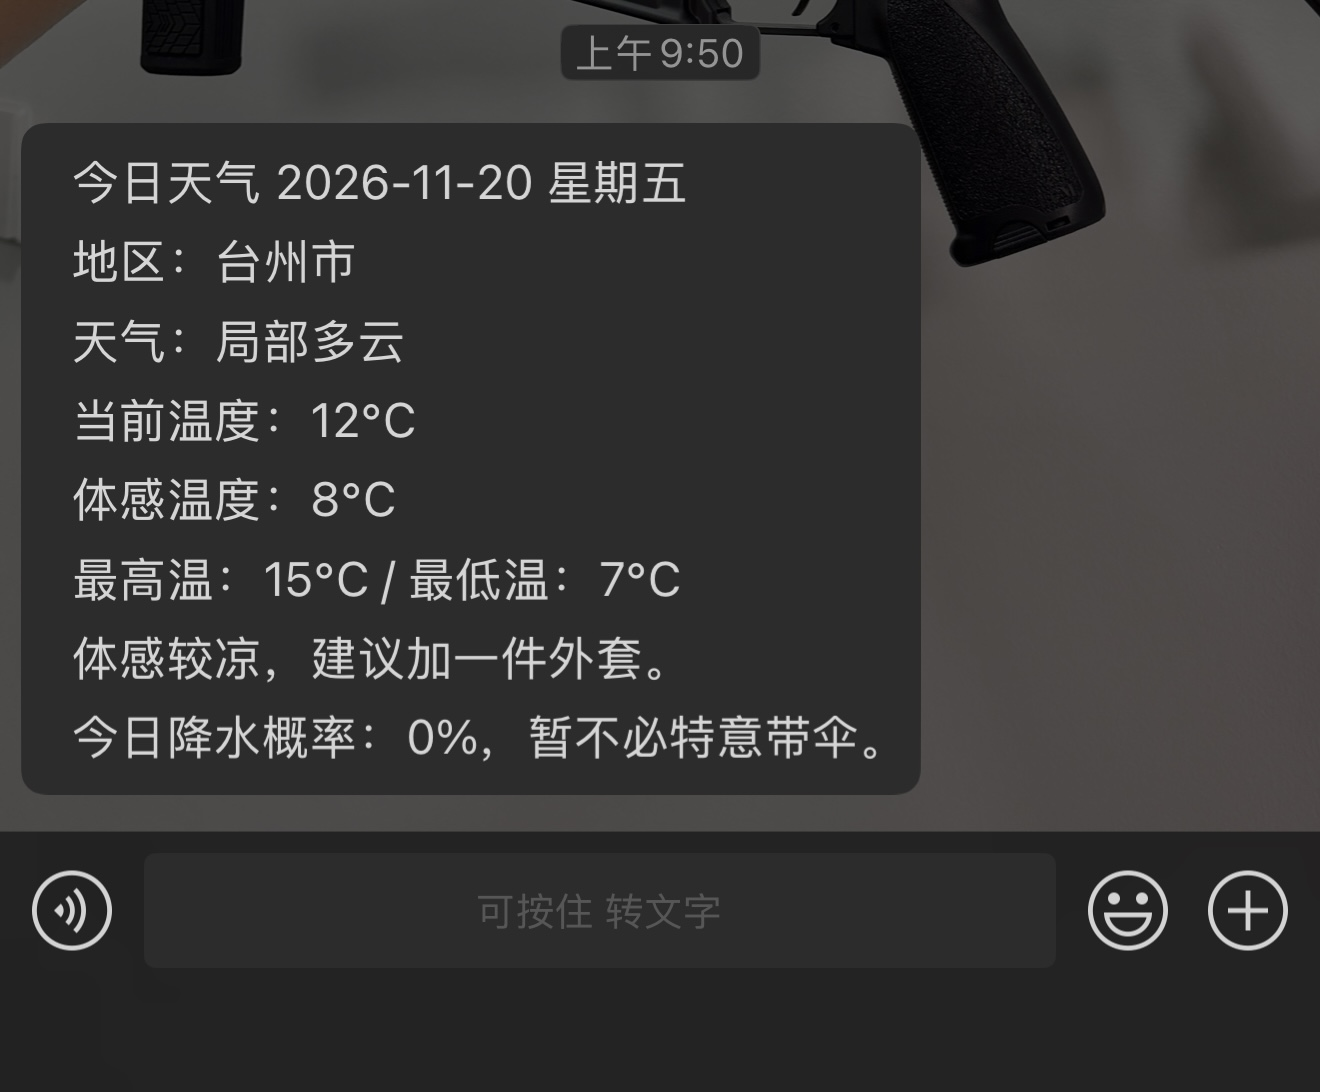 上午9:50
今日天气 2026-11-20 星期五
地区：台州市
天气：局部多云
当前温度：12°C
体感温度：8°C
最高温：15°C / 最低温：7°C
体感较凉，建议加一件外套。
今日降水概率：0%，暂不必特意带伞。
可按住 转文字